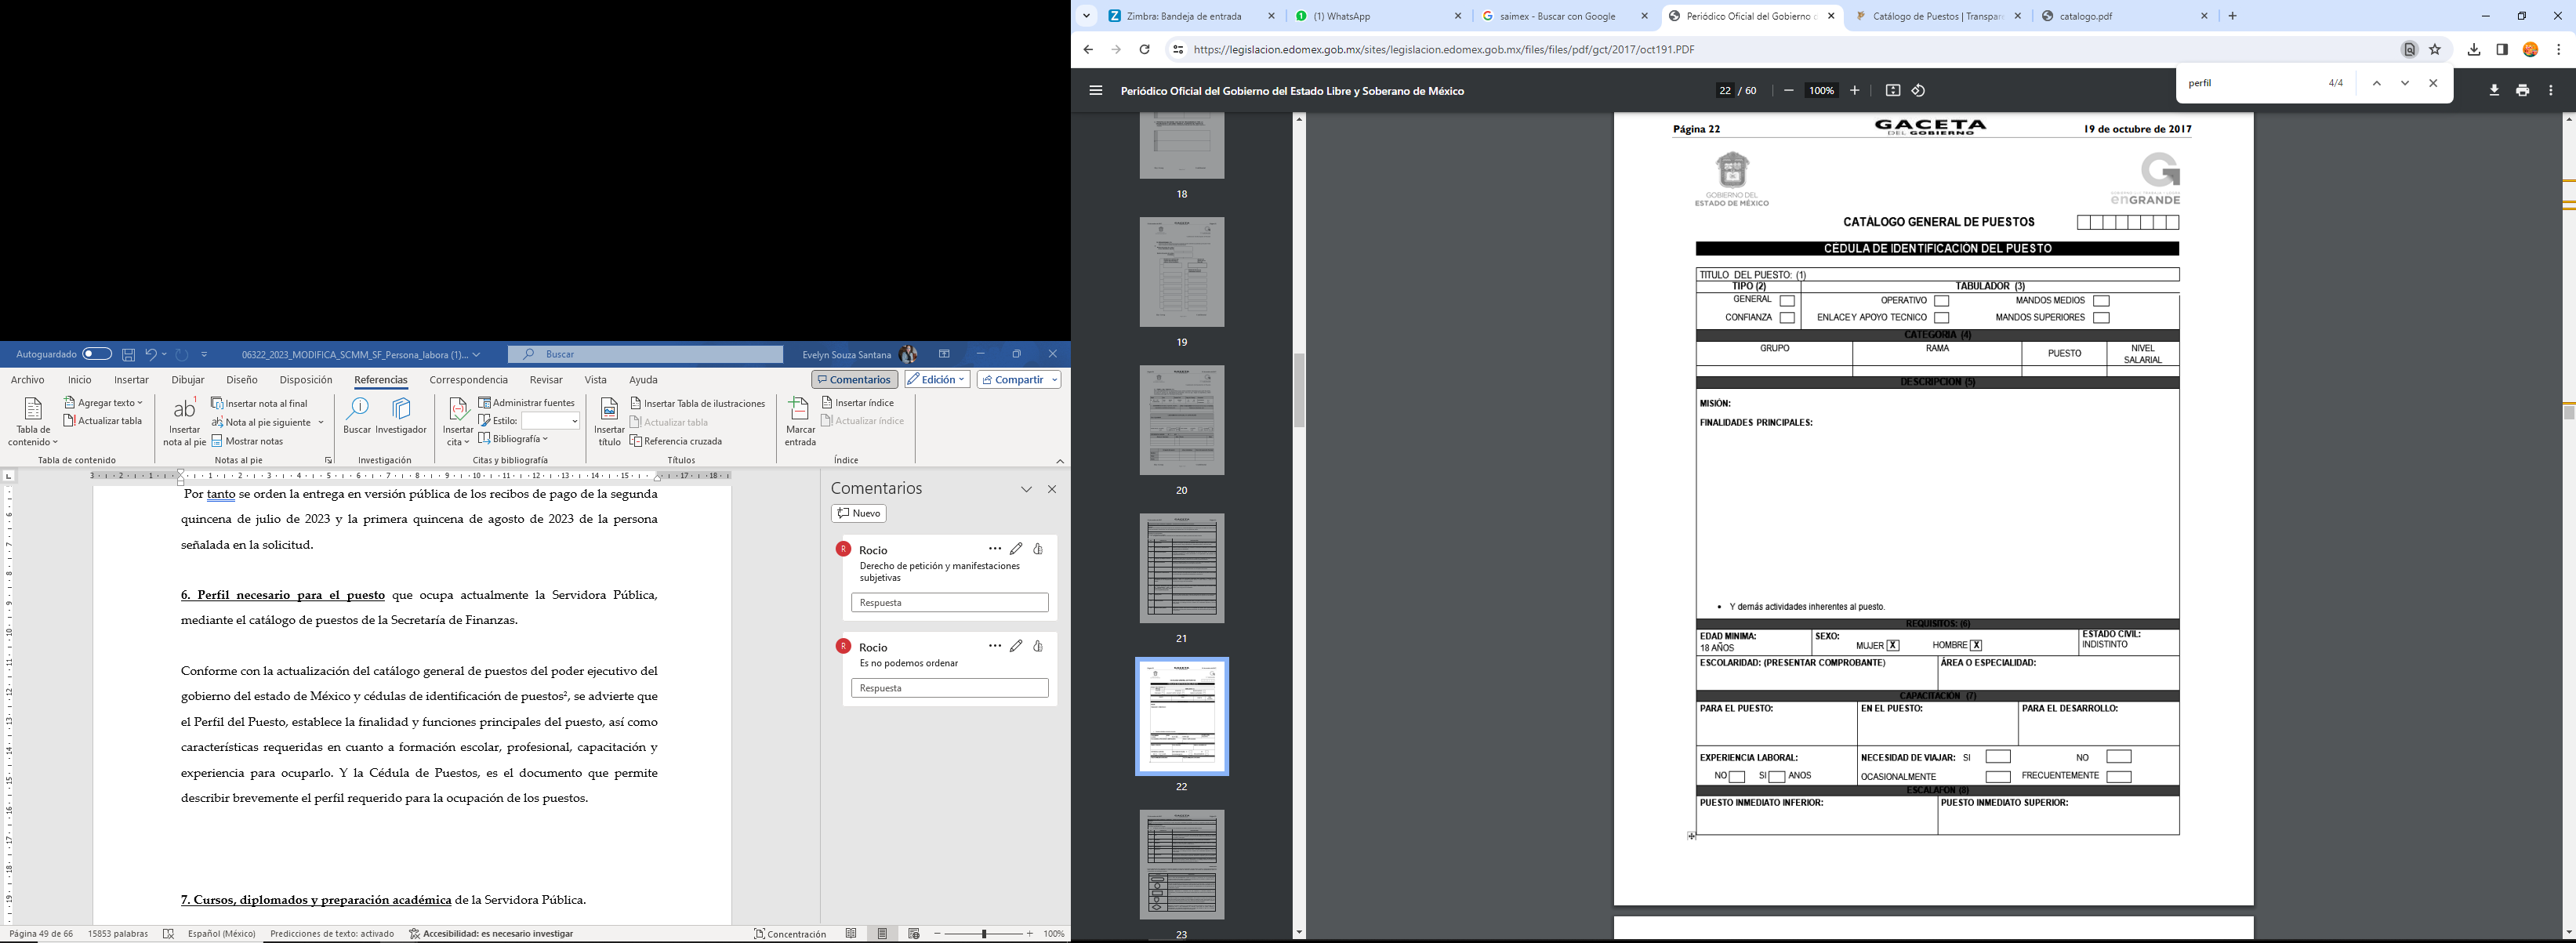 Autoguardado
06322_2023_MODIFICA_SCMM_SF_Persona_labora (1)...
Buscar
Evelyn Souza Santana
Archivo Inicio Insertar Dibujar Diseño Disposición Referencias Correspondencia Revisar Vista Ayuda
Comentarios Edición Compartir
Tabla de contenido
Agregar texto
Actualizar tabla
Tabla de contenido
Insertar nota al pie
Insertar nota al final
Nota al pie siguiente
Mostrar notas
Notas al pie
Buscar Investigador
Investigación
Insertar cita
Administrar fuentes
Estilo:
Bibliografía
Citas y bibliografía
Insertar título
Insertar Tabla de ilustraciones
Actualizar tabla
Referencia cruzada
Títulos
Marcar entrada
Insertar índice
Actualizar índice
Índice
Por tanto se orden la entrega en versión pública de los recibos de pago de la segunda
quincena de julio de 2023 y la primera quincena de agosto de 2023 de la persona
señalada en la solicitud.
6. Perfil necesario para el puesto que ocupa actualmente la Servidora Pública,
mediante el catálogo de puestos de la Secretaría de Finanzas.
Conforme con la actualización del catálogo general de puestos del poder ejecutivo del
gobierno del estado de México y cédulas de identificación de puestos², se advierte que
el Perfil del Puesto, establece la finalidad y funciones principales del puesto, así como
características requeridas en cuanto a formación escolar, profesional, capacitación y
experiencia para ocuparlo. Y la Cédula de Puestos, es el documento que permite
describir brevemente el perfil requerido para la ocupación de los puestos.
7. Cursos, diplomados y preparación académica de la Servidora Pública.
Comentarios
Nuevo
R Rocio
Derecho de petición y manifestaciones
subjetivas
Respuesta
R Rocio
Es no podemos ordenar
Respuesta
Página 49 de 66 15853 palabras Español (México) Predicciones de texto: activado Accesibilidad: es necesario investigar Concentración 100%
Zimbra: Bandeja de entrada
(1) WhatsApp
saimex - Buscar con Google
Periódico Oficial del Gobierno
Catálogo de Puestos | Transpare
catalogo.pdf
https://legislacion.edomex.gob.mx/sites/legislacion.edomex.gob.mx/files/files/pdf/gct/2017/oct191.PDF
perfil 4/4
Periódico Oficial del Gobierno del Estado Libre y Soberano de México
22 / 60 100%
18
19
20
21
22
23
Página 22 GACETA DEL GOBIERNO 19 de octubre de 2017
GOBIERNO DEL
ESTADO DE MÉXICO
enGRANDE
CATÁLOGO GENERAL DE PUESTOS
CÉDULA DE IDENTIFICACIÓN DEL PUESTO
TITULO DEL PUESTO: (1)
TIPO (2) TABULADOR (3)
GENERAL OPERATIVO MANDOS MEDIOS
CONFIANZA ENLACE Y APOYO TECNICO MANDOS SUPERIORES
CATEGORIA (4)
GRUPO RAMA PUESTO NIVEL SALARIAL
DESCRIPCION (5)
MISIÓN:
FINALIDADES PRINCIPALES:
• Y demás actividades inherentes al puesto.
REQUISITOS: (6)
EDAD MINIMA: SEXO: ESTADO CIVIL:
18 AÑOS MUJER X HOMBRE X INDISTINTO
ESCOLARIDAD: (PRESENTAR COMPROBANTE) ÁREA O ESPECIALIDAD:
CAPACITACIÓN (7)
PARA EL PUESTO: EN EL PUESTO: PARA EL DESARROLLO:
EXPERIENCIA LABORAL: NECESIDAD DE VIAJAR: SI NO
NO SI AÑOS OCASIONALMENTE FRECUENTEMENTE
ESCALAFON (8)
PUESTO INMEDIATO INFERIOR: PUESTO INMEDIATO SUPERIOR: